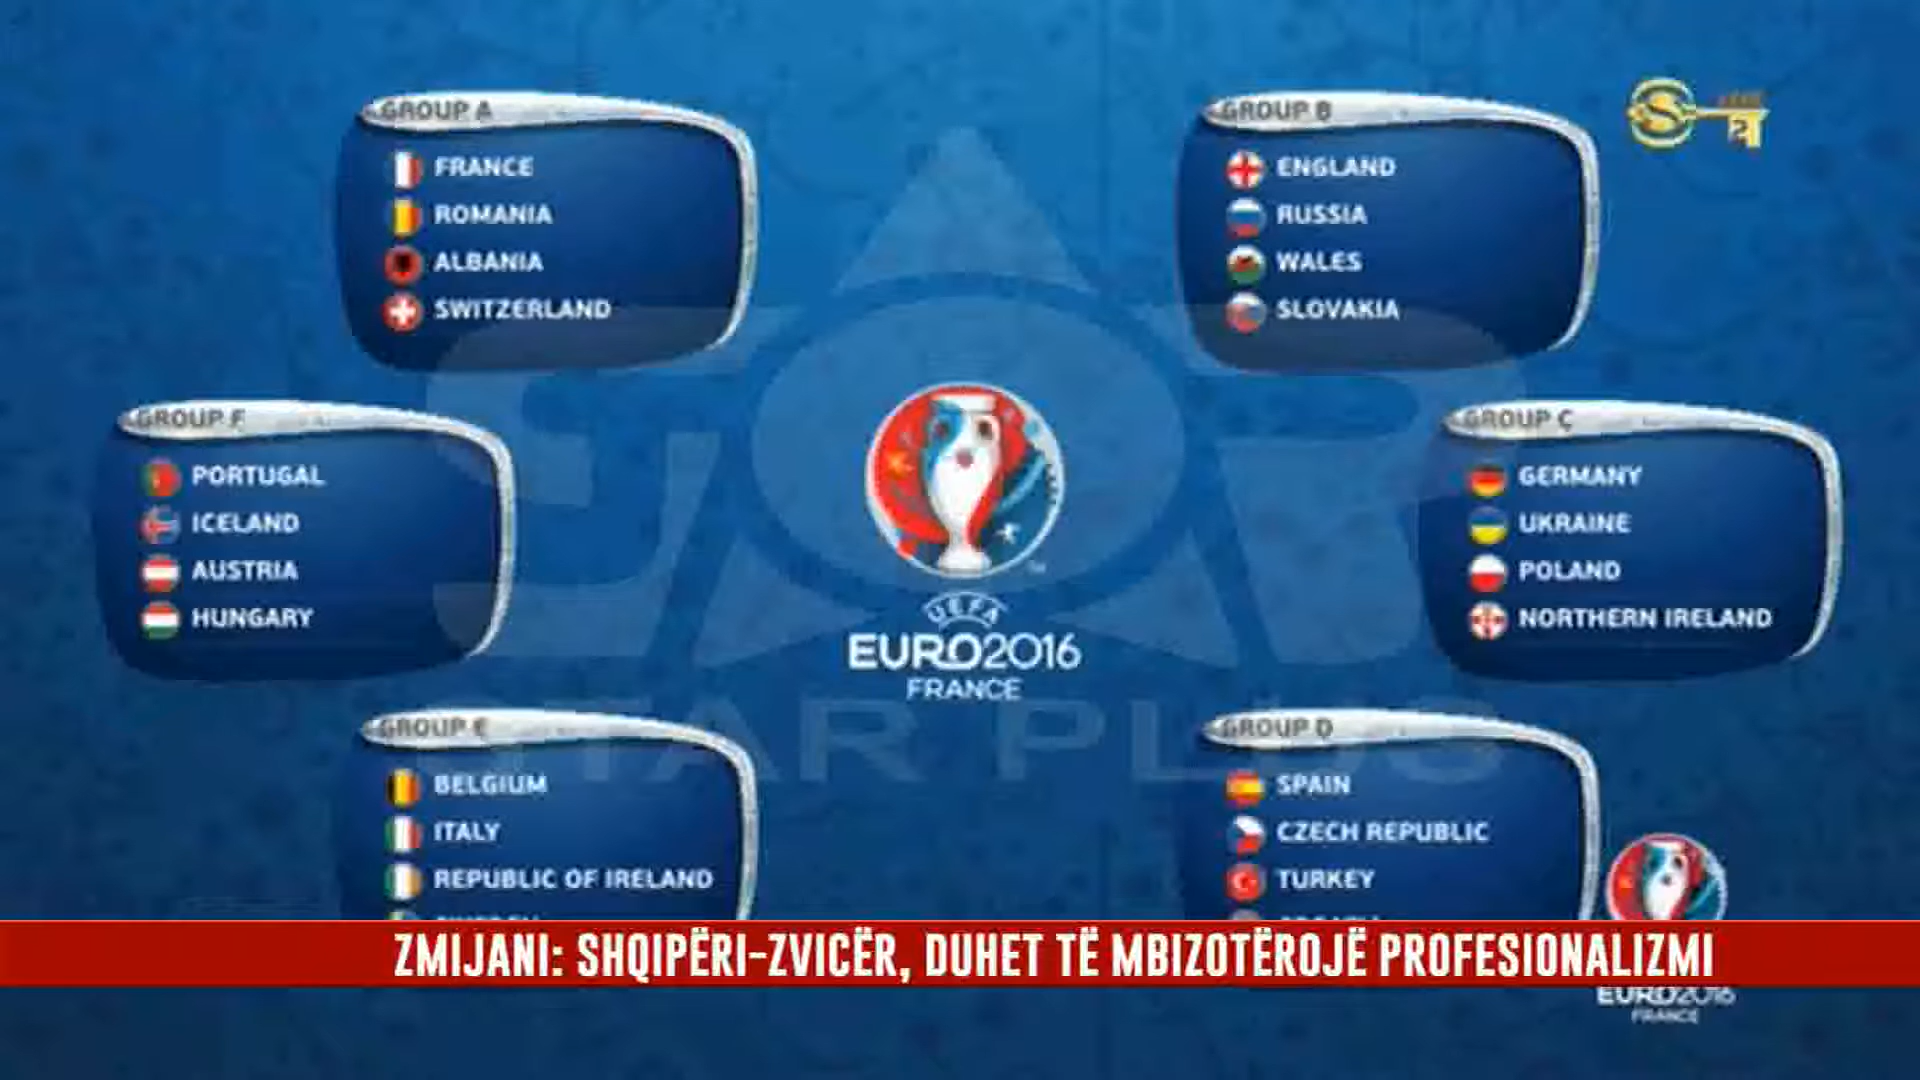 GROUP A
FRANCE
ROMANIA
ALBANIA
SWITZERLAND
GROUP B
ENGLAND
RUSSIA
WALES
SLOVAKIA
GROUP F
PORTUGAL
ICELAND
AUSTRIA
HUNGARY
GROUP C
GERMANY
UKRAINE
POLAND
NORTHERN IRELAND
UEFA
EURO2016
FRANCE
STAR PLUS
GROUP E
BELGIUM
ITALY
REPUBLIC OF IRELAND
GROUP D
SPAIN
CZECH REPUBLIC
TURKEY
ZMIJANI: SHQIPËRI-ZVICËR, DUHET TË MBIZOTËROJË PROFESIONALIZMI
EURO2016
FRANCE